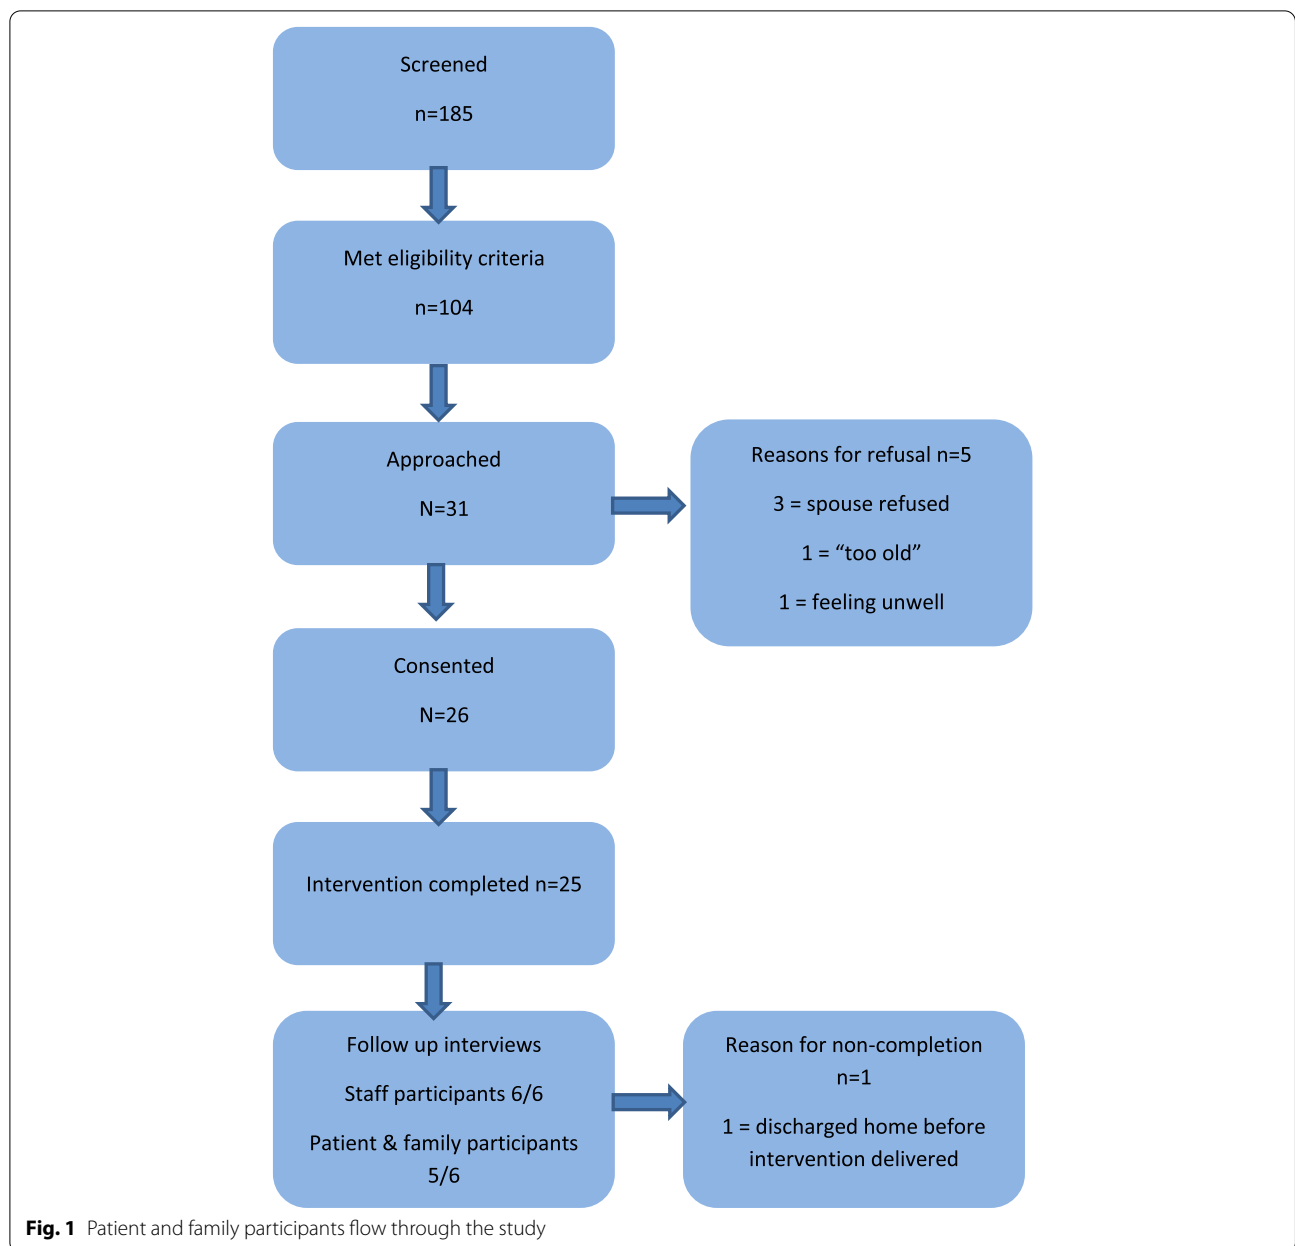 Screened
n=185
Met eligibility criteria
n=104
Approached
N=31
Reasons for refusal n=5
3 = spouse refused
1 = “too old”
1 = feeling unwell
Consented
N=26
Intervention completed n=25
Follow up interviews
Staff participants 6/6
Patient & family participants
5/6
Reason for non-completion
n=1
1 = discharged home before
intervention delivered
Fig. 1 Patient and family participants flow through the study